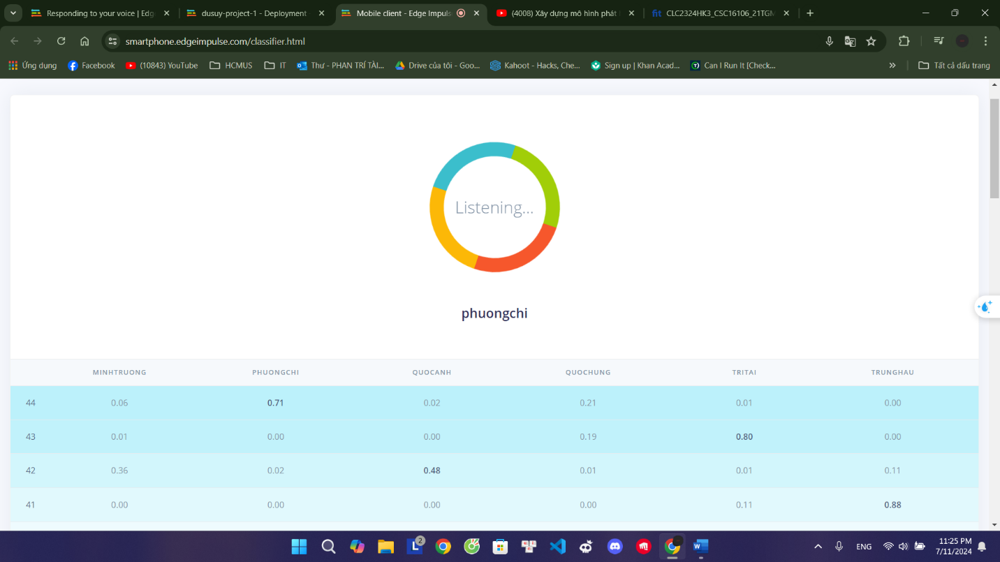 Responding to your voice | Edg
dusuy-project-1 - Deployment
Mobile client - Edge Impuls
(4008) Xây dựng mô hình phát
fit CLC2324HK3_CSC16106_21TGM
smartphone.edgeimpulse.com/classifier.html
Ứng dụng
Facebook
(10843) YouTube
HCMUS
IT
Thư - PHAN TRÍ TÀI...
Drive của tôi - Goo...
Kahoot - Hacks, Che...
Sign up | Khan Acad...
Can I Run It [Check...
Tất cả dấu trang
Listening...
phuongchi
MINHTRUONG PHUONGCHI QUOCANH QUOCHUNG TRITAI TRUNGHAU
44 0.06 0.71 0.02 0.21 0.01 0.00
43 0.01 0.00 0.00 0.19 0.80 0.00
42 0.36 0.02 0.48 0.01 0.01 0.11
41 0.00 0.00 0.00 0.00 0.11 0.88
L 2
ENG
11:25 PM
7/11/2024